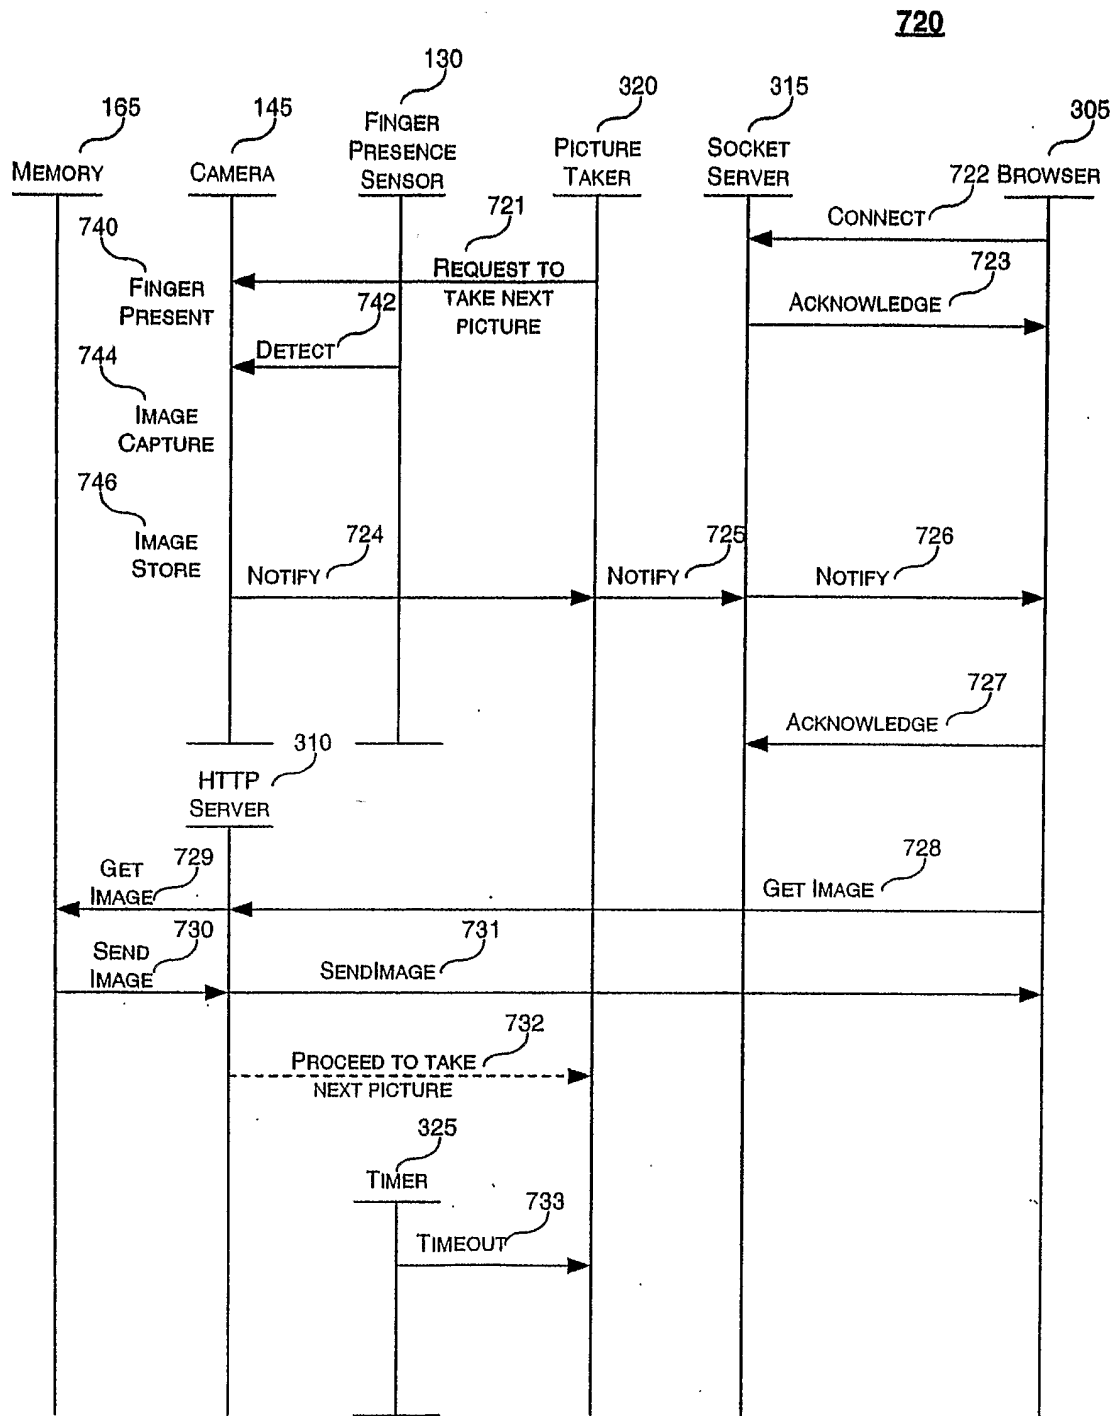 720
130
165
145
320
315
305
FINGER
PRESENCE
SENSOR
MEMORY
CAMERA
PICTURE
TAKER
SOCKET
SERVER
BROWSER
722
CONNECT
721
740
REQUEST TO
TAKE NEXT
PICTURE
723
ACKNOWLEDGE
FINGER
PRESENT
742
DETECT
744
IMAGE
CAPTURE
746
IMAGE
STORE
724
NOTIFY
725
NOTIFY
726
NOTIFY
727
ACKNOWLEDGE
310
HTTP
SERVER
729
GET
IMAGE
728
GET IMAGE
730
SEND
IMAGE
731
SENDIMAGE
732
PROCEED TO TAKE
NEXT PICTURE
325
TIMER
733
TIMEOUT